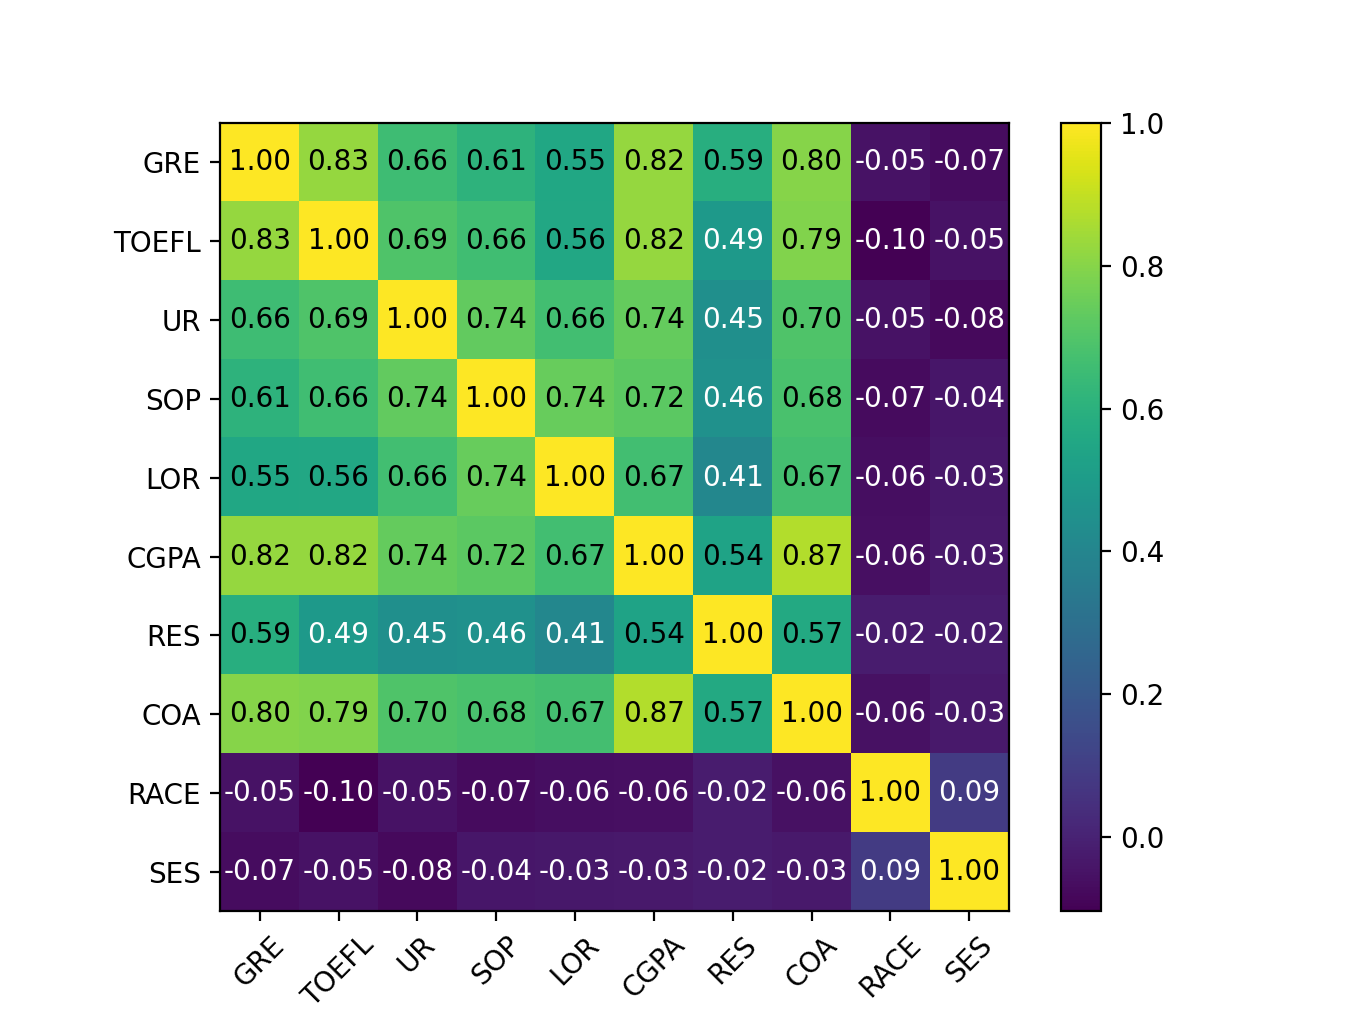 GRE 1.00 0.83 0.66 0.61 0.55 0.82 0.59 0.80 -0.05 -0.07
TOEFL 0.83 1.00 0.69 0.66 0.56 0.82 0.49 0.79 -0.10 -0.05
UR 0.66 0.69 1.00 0.74 0.66 0.74 0.45 0.70 -0.05 -0.08
SOP 0.61 0.66 0.74 1.00 0.74 0.72 0.46 0.68 -0.07 -0.04
LOR 0.55 0.56 0.66 0.74 1.00 0.67 0.41 0.67 -0.06 -0.03
CGPA 0.82 0.82 0.74 0.72 0.67 1.00 0.54 0.87 -0.06 -0.03
RES 0.59 0.49 0.45 0.46 0.41 0.54 1.00 0.57 -0.02 -0.02
COA 0.80 0.79 0.70 0.68 0.67 0.87 0.57 1.00 -0.06 -0.03
RACE -0.05 -0.10 -0.05 -0.07 -0.06 -0.06 -0.02 -0.06 1.00 0.09
SES -0.07 -0.05 -0.08 -0.04 -0.03 -0.03 -0.02 -0.03 0.09 1.00
GRE TOEFL UR SOP LOR CGPA RES COA RACE SES
1.0
0.8
0.6
0.4
0.2
0.0